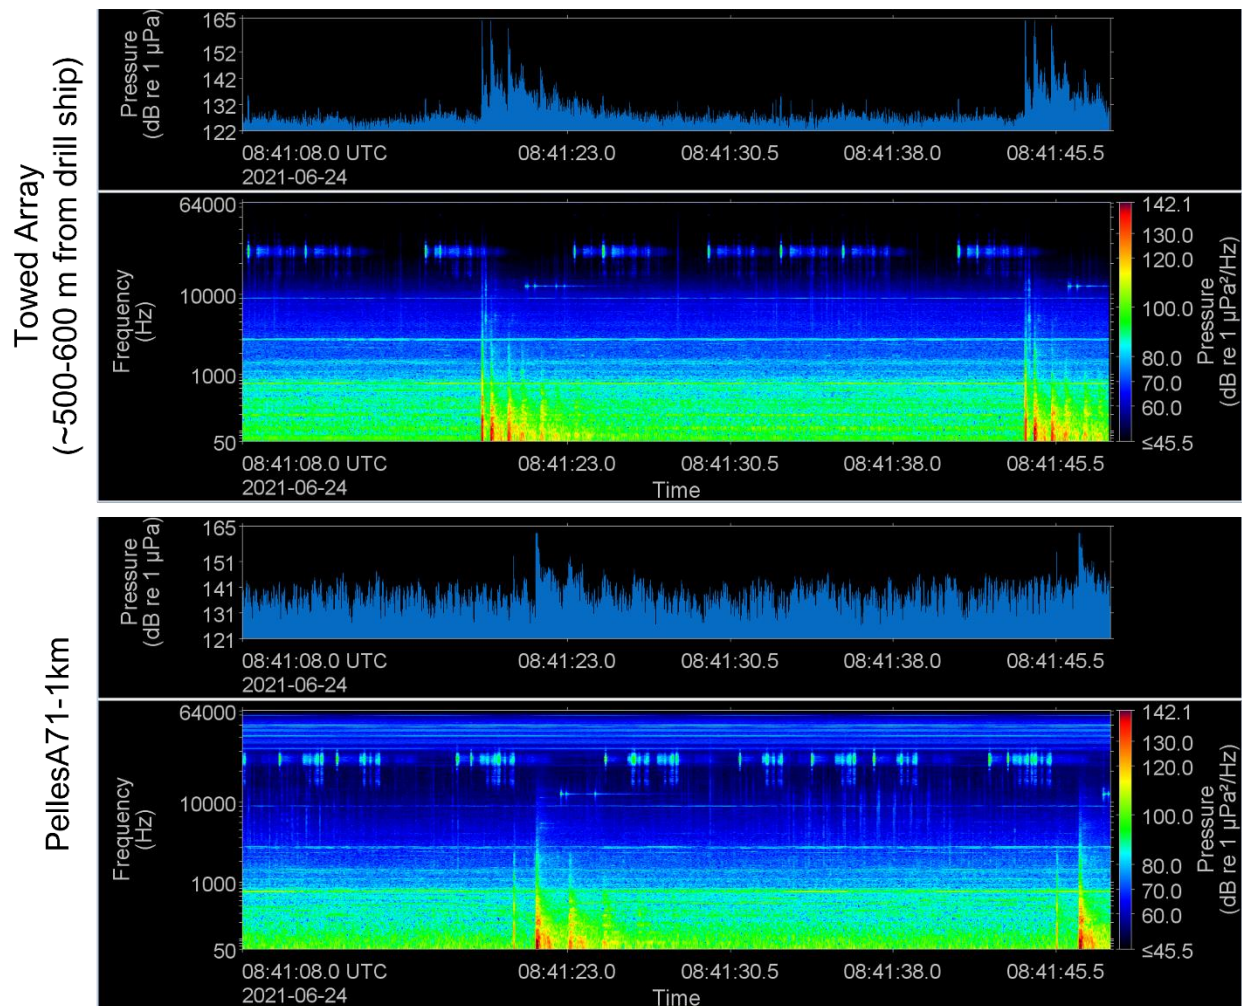 Towed Array
(~500-600 m from drill ship)
Pressure
(dB re 1 µPa)
165
152
142
132
122
08:41:08.0 UTC
08:41:23.0
08:41:30.5
08:41:38.0
08:41:45.5
2021-06-24
Frequency
(Hz)
64000
10000
1000
50
142.1
130.0
120.0
100.0
80.0
70.0
60.0
≤45.5
Pressure
(dB re 1 µPa²/Hz)
08:41:08.0 UTC
08:41:23.0
08:41:30.5
08:41:38.0
08:41:45.5
2021-06-24
Time
PellesA71-1km
Pressure
(dB re 1 µPa)
165
151
141
131
121
08:41:08.0 UTC
08:41:23.0
08:41:30.5
08:41:38.0
08:41:45.5
2021-06-24
Frequency
(Hz)
64000
10000
1000
50
142.1
130.0
120.0
100.0
80.0
70.0
60.0
≤45.5
Pressure
(dB re 1 µPa²/Hz)
08:41:08.0 UTC
08:41:23.0
08:41:30.5
08:41:38.0
08:41:45.5
2021-06-24
Time